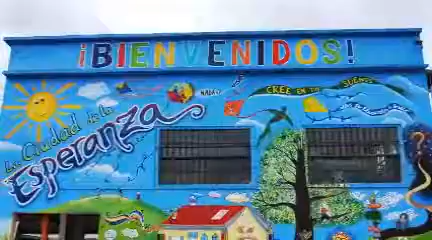 ¡BIENVENIDOS!
CREE EN TUS SUEÑOS
La Ciudad de la
Esperanza